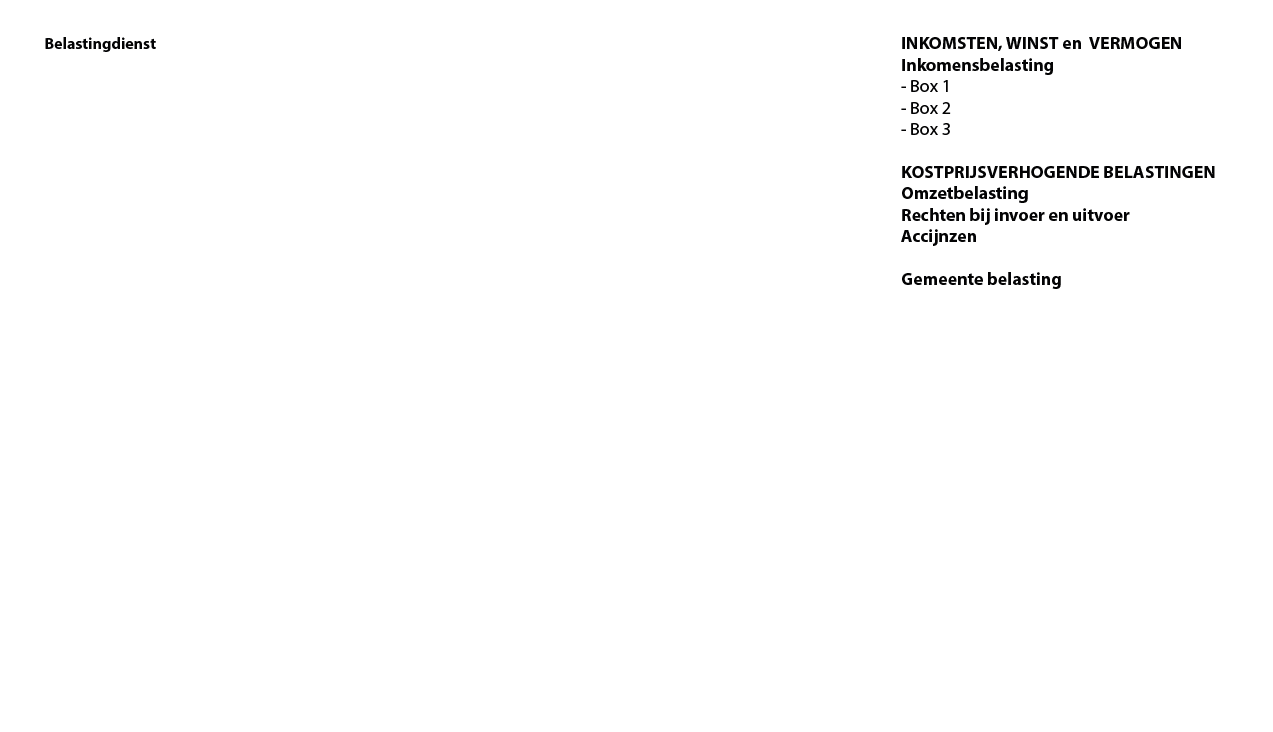 Belastingdienst
INKOMSTEN, WINST en  VERMOGEN
Inkomensbelasting
- Box 1
- Box 2
- Box 3
KOSTPRIJSVERHOGENDE BELASTINGEN
Omzetbelasting
Rechten bij invoer en uitvoer
Accijnzen
Gemeente belasting